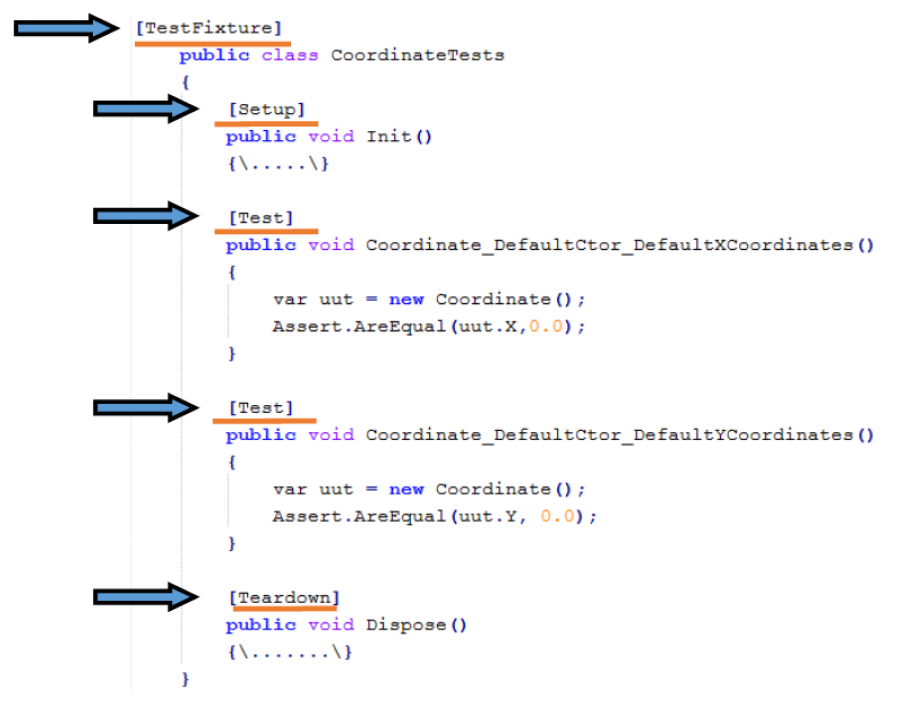 [TestFixture]
public class CoordinateTests
{
[Setup]
public void Init()
{\.....\}
[Test]
public void Coordinate_DefaultCtor_DefaultXCoordinates()
{
var uut = new Coordinate();
Assert.AreEqual(uut.X,0.0);
}
[Test]
public void Coordinate_DefaultCtor_DefaultYCoordinates()
{
var uut = new Coordinate();
Assert.AreEqual(uut.Y, 0.0);
}
[Teardown]
public void Dispose()
{\.......\}
}